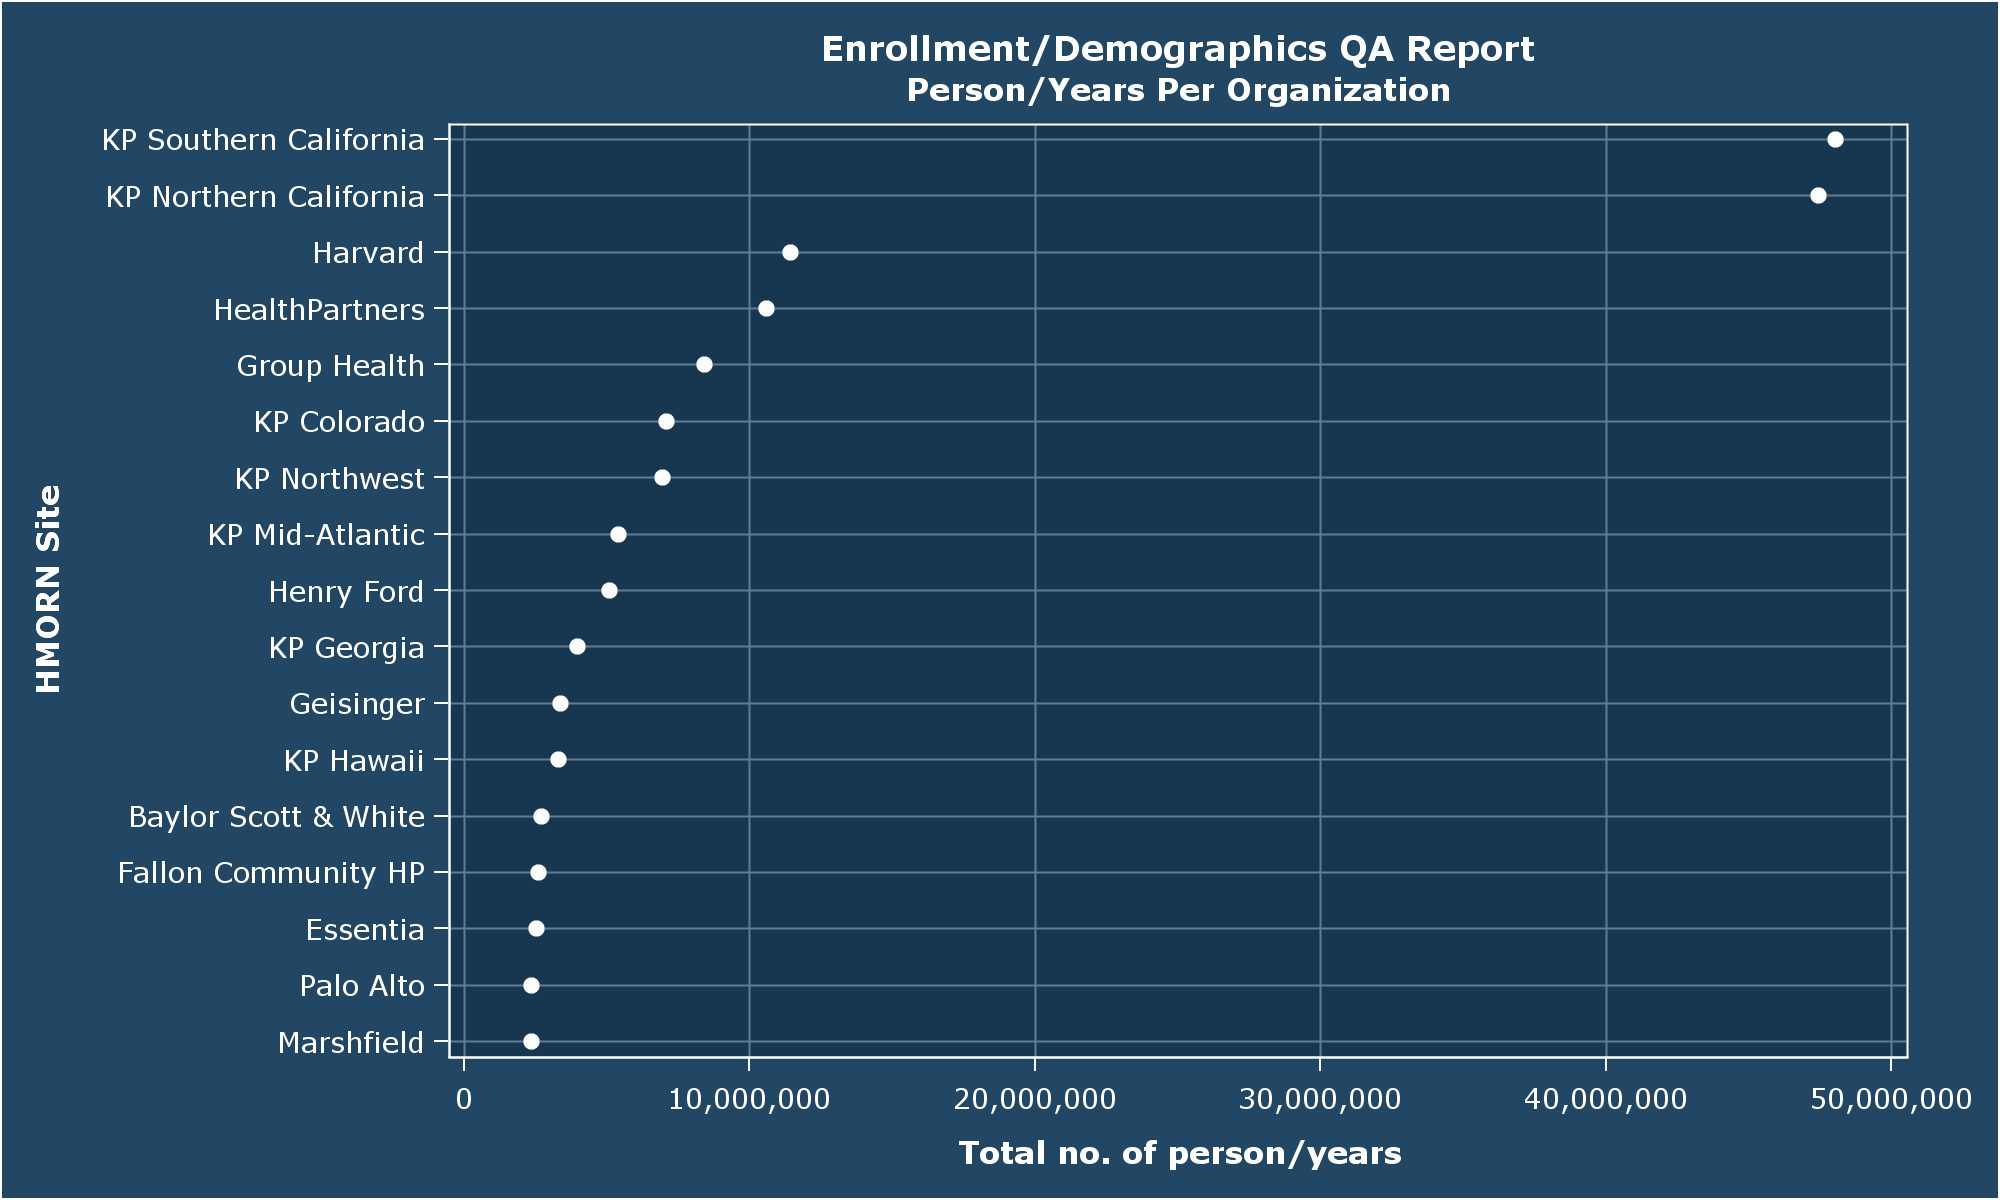 Enrollment/Demographics QA Report
Person/Years Per Organization
HMORN Site
KP Southern California
KP Northern California
Harvard
HealthPartners
Group Health
KP Colorado
KP Northwest
KP Mid-Atlantic
Henry Ford
KP Georgia
Geisinger
KP Hawaii
Baylor Scott & White
Fallon Community HP
Essentia
Palo Alto
Marshfield
0 10,000,000 20,000,000 30,000,000 40,000,000 50,000,000
Total no. of person/years